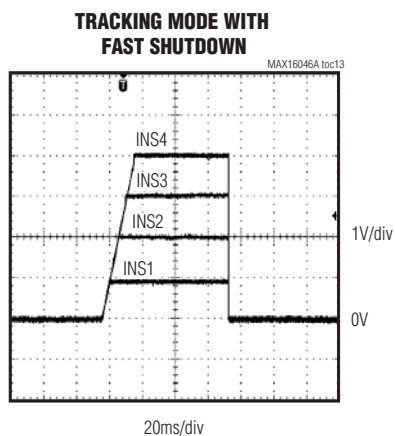 TRACKING MODE WITH
FAST SHUTDOWN
MAX16046A toc13
T
INS4
INS3
INS2
INS1
1V/div
0V
20ms/div